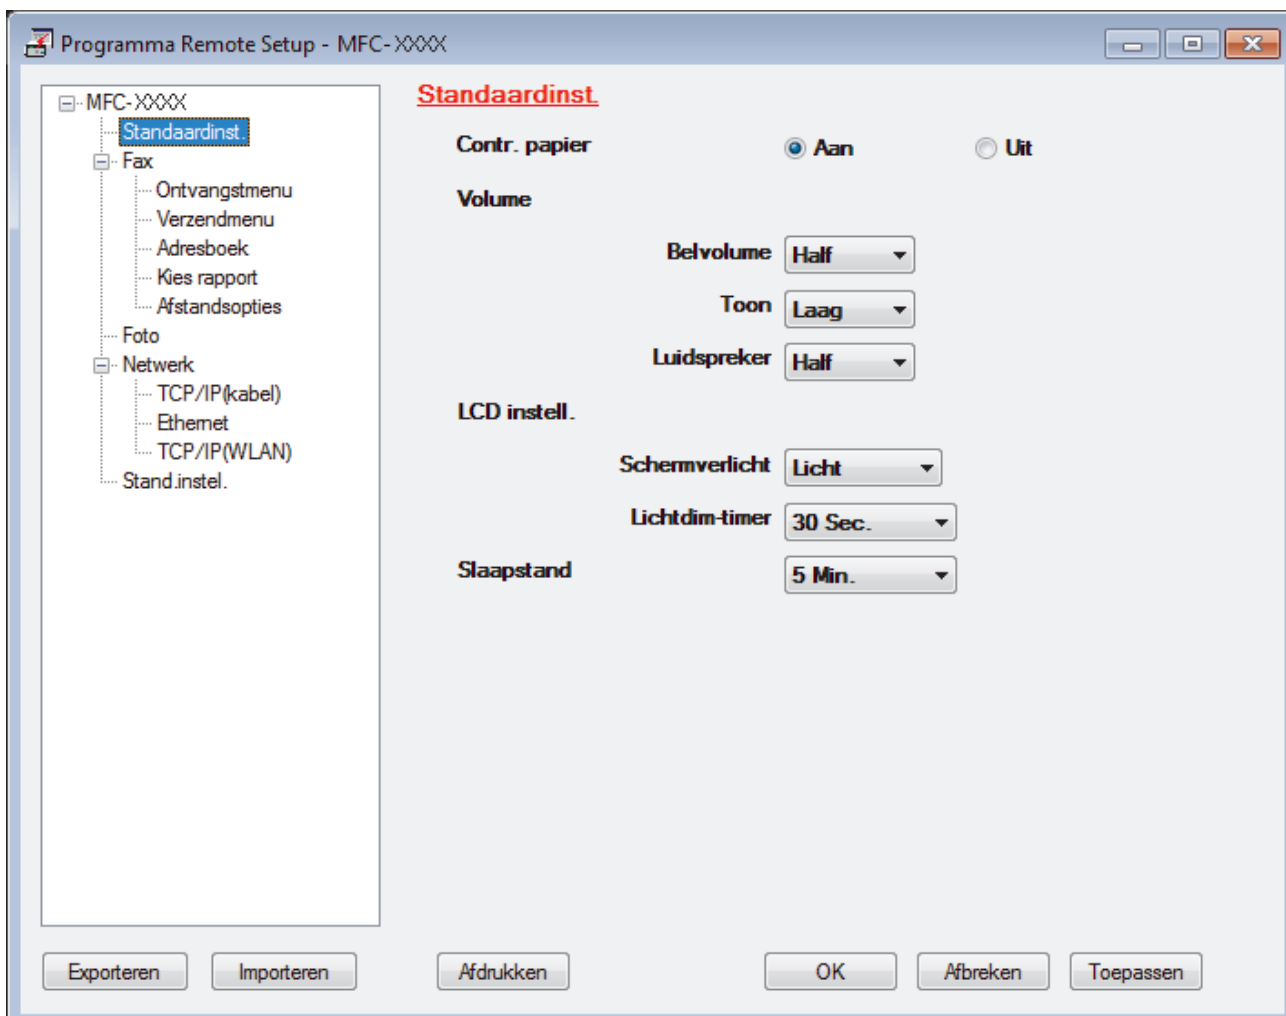 Programma Remote Setup - MFC-XXXX
MFC-XXXX
Standaardinst.
Fax
Ontvangstmenu
Verzendmenu
Adresboek
Kies rapport
Afstandsopties
Foto
Netwerk
TCP/IP(kabel)
Ethernet
TCP/IP(WLAN)
Stand.instel.
Standaardinst.
Contr. papier Aan Uit
Volume
Belvolume Half
Toon Laag
Luidspreker Half
LCD instell.
Schermverlicht Licht
Lichtdim-timer 30 Sec.
Slaapstand 5 Min.
Exporteren Importeren Afdrukken OK Afbreken Toepassen